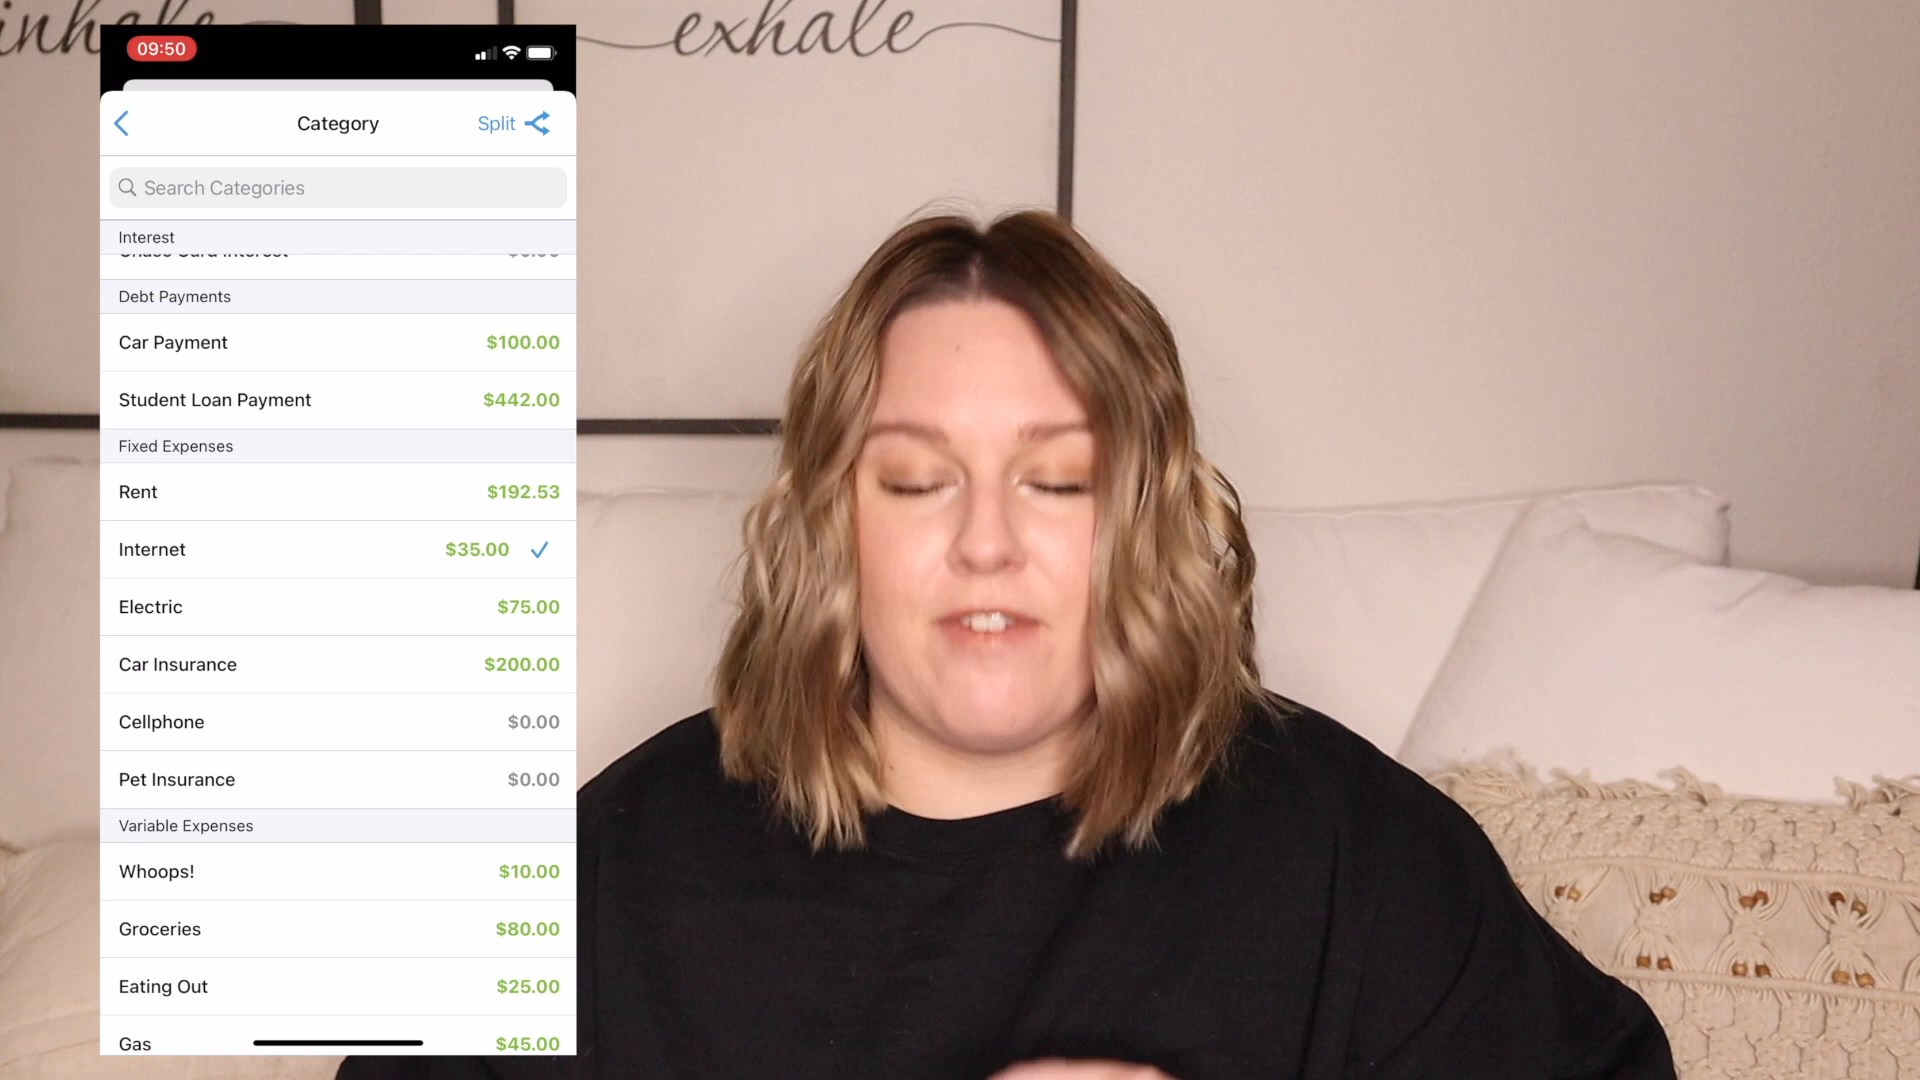 inh
exhale
09:50
Category
Split
Search Categories
Interest
Debt Payments
Car Payment $100.00
Student Loan Payment $442.00
Fixed Expenses
Rent $192.53
Internet $35.00
Electric $75.00
Car Insurance $200.00
Cellphone $0.00
Pet Insurance $0.00
Variable Expenses
Whoops! $10.00
Groceries $80.00
Eating Out $25.00
Gas $45.00